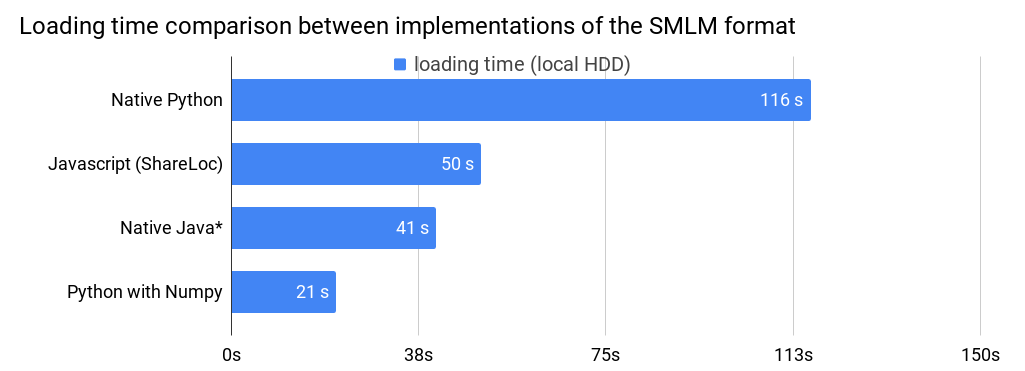 Loading time comparison between implementations of the SMLM format
loading time (local HDD)
Native Python 116 s
Javascript (ShareLoc) 50 s
Native Java* 41 s
Python with Numpy 21 s
0s 38s 75s 113s 150s